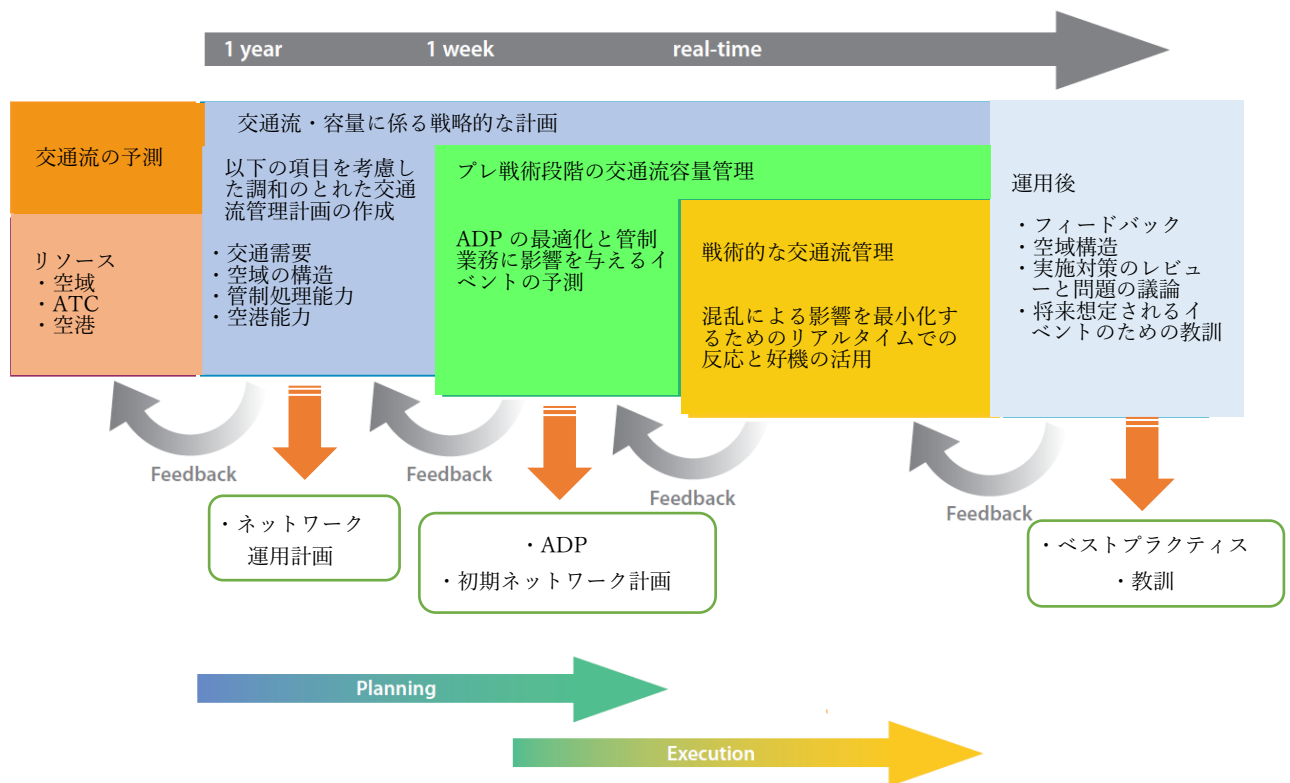 1 year
1 week
real-time
交通流の予測
リソース
・空域
・ATC
・空港
交通流・容量に係る戦略的な計画
以下の項目を考慮し
た調和のとれた交通
流管理計画の作成
・交通需要
・空域の構造
・管制処理能力
・空港能力
プレ戦術段階の交通流容量管理
ADP の最適化と管制
業務に影響を与えるイ
ベントの予測
戦術的な交通流管理
混乱による影響を最小化す
るためのリアルタイムでの
反応と好機の活用
運用後
・フィードバック
・空域構造
・実施対策のレビュ
ーと問題の議論
・将来想定されるイ
ベントのための教訓
Feedback
Feedback
Feedback
Feedback
・ネットワーク
運用計画
・ADP
・初期ネットワーク計画
・ベストプラクティス
・教訓
Planning
Execution